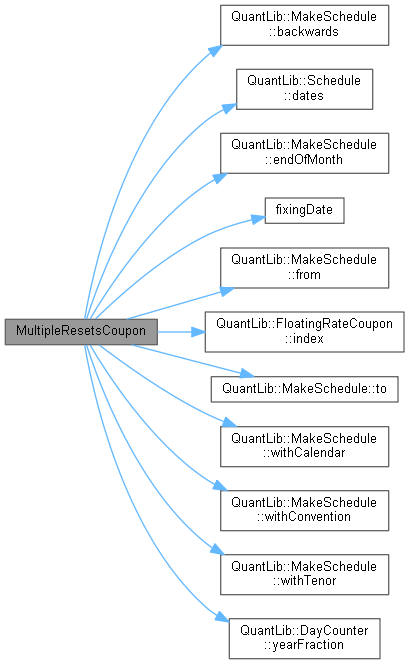 QuantLib::MakeSchedule
::backwards
QuantLib::Schedule
::dates
QuantLib::MakeSchedule
::endOfMonth
fixingDate
QuantLib::MakeSchedule
::from
MultipleResetsCoupon
QuantLib::FloatingRateCoupon
::index
QuantLib::MakeSchedule::to
QuantLib::MakeSchedule
::withCalendar
QuantLib::MakeSchedule
::withConvention
QuantLib::MakeSchedule
::withTenor
QuantLib::DayCounter
::yearFraction